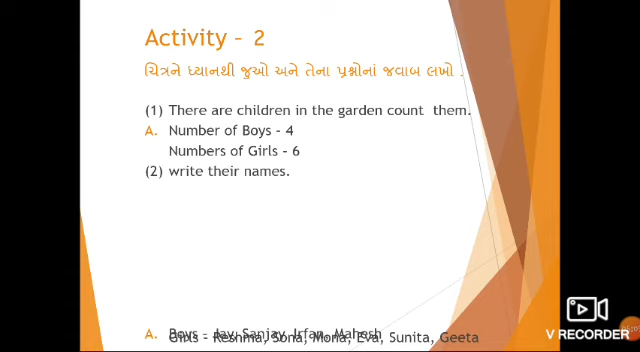 Activity – 2
ચિત્રને ધ્યાનથી જુઓ અને તેના પ્રશ્નોનાં જવાબ લખો .
(1) There are children in the garden count them.
A. Number of Boys – 4
Numbers of Girls – 6
(2) write their names.
A. Boys – Jay, Sanjay, Irfan, Mahesh
Girls – Reshma, Sona, Mona, Eva, Sunita, Geeta
V RECORDER